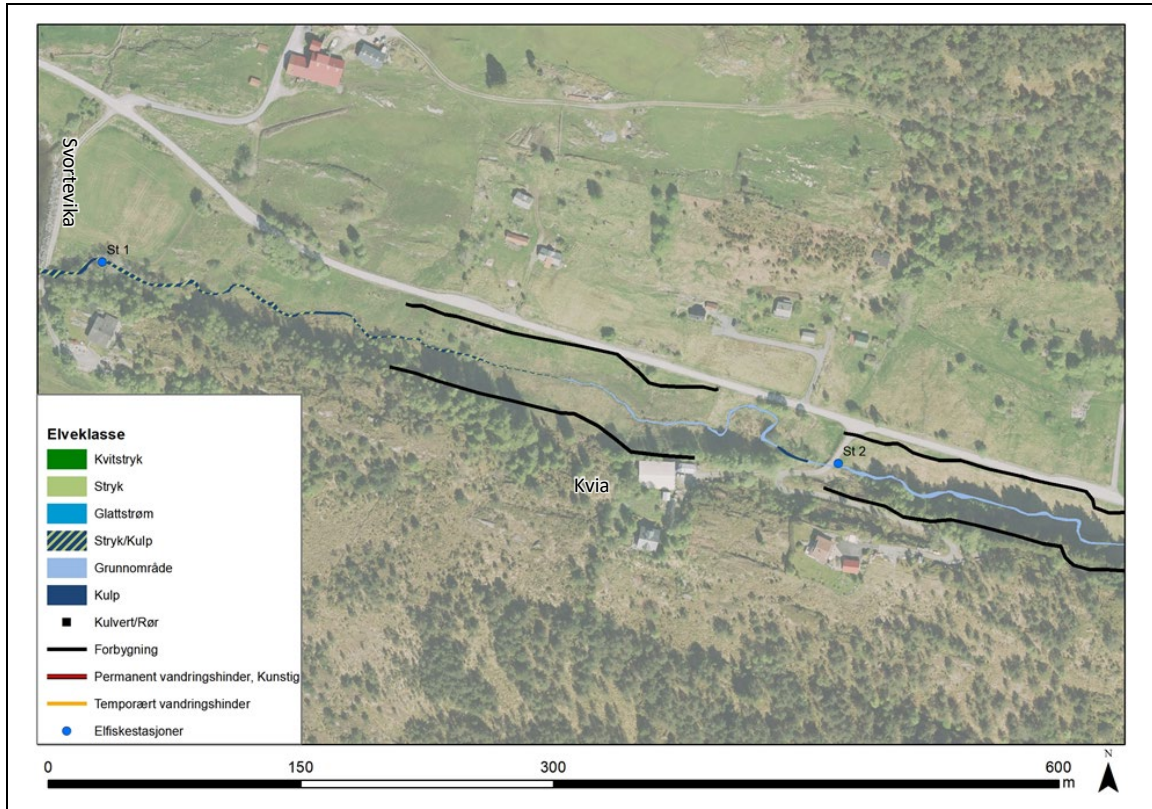 Svortevika
St 1
St 2
Kvia
Elveklasse
Kvitstryk
Stryk
Glattstrøm
Stryk/Kulp
Grunnområde
Kulp
Kulvert/Rør
Forbygning
Permanent vandringshinder, Kunstig
Temporært vandringshinder
Elfiskestasjoner
0 150 300 600
m
N